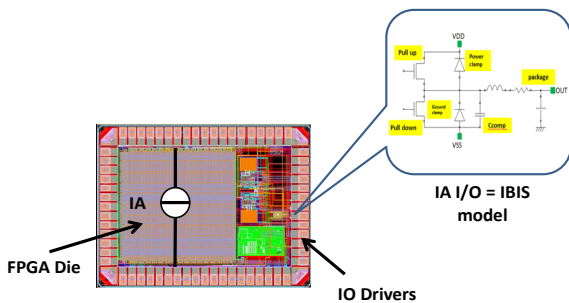 VDD
Pull up
Power
clamp
package
OUT
Ground
clamp
Pull down
Ccomp
VSS
IA I/O = IBIS
model
IA
FPGA Die
IO Drivers